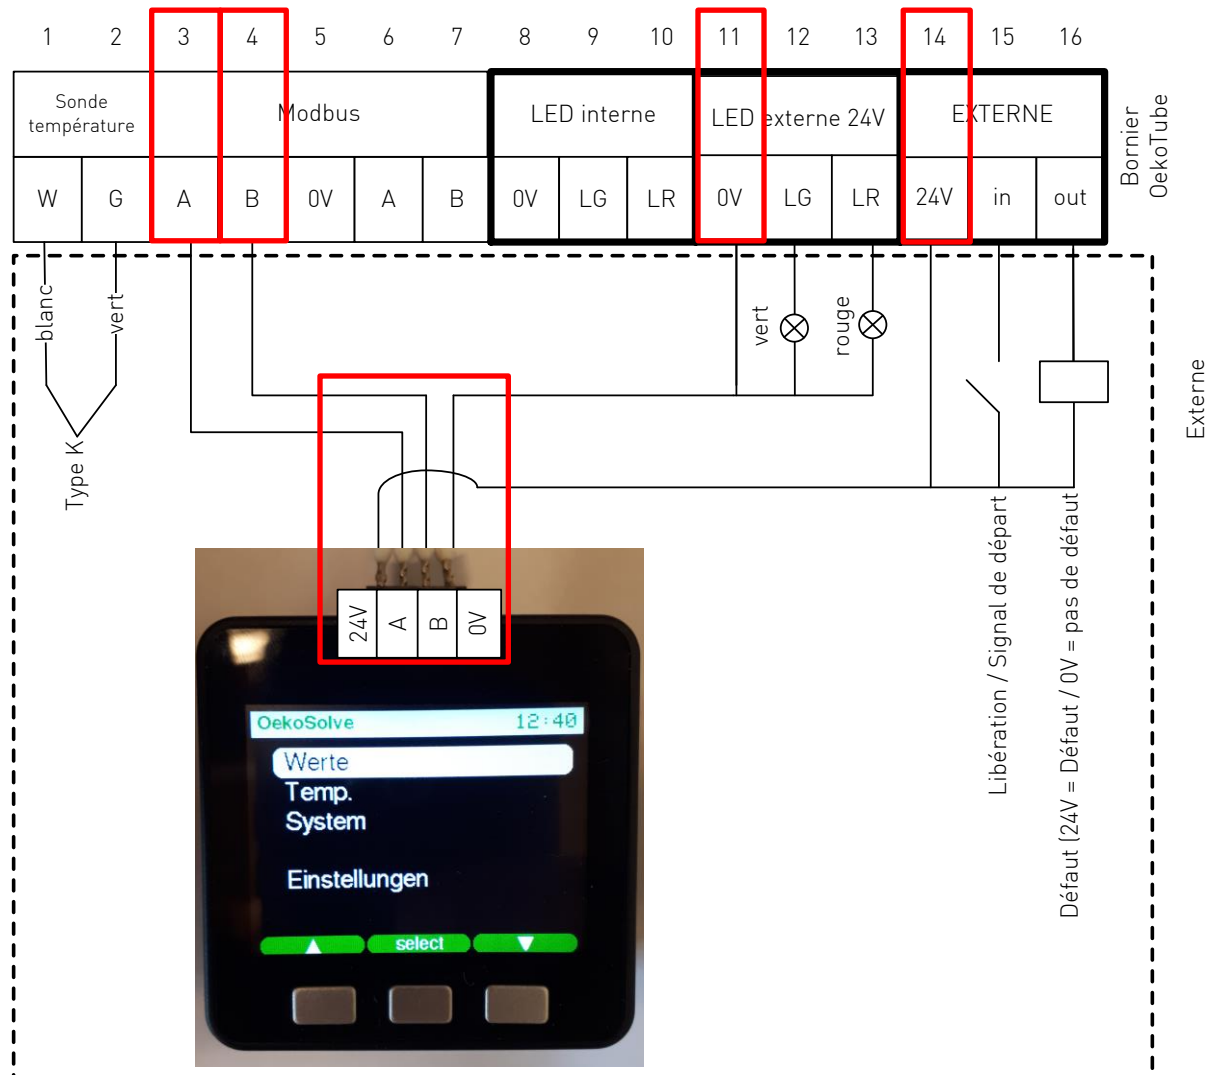 1 2 3 4 5 6 7 8 9 10 11 12 13 14 15 16
Sonde
température
Modbus
LED interne
LED externe 24V
EXTERNE
W G A B 0V A B 0V LG LR 0V LG LR 24V in out
Bornier
OekoTube
blanc
vert
Type K
vert
rouge
Externe
Libération / Signal de départ
Défaut (24V = Défaut / 0V = pas de défaut
24V A B 0V
OekoSolve 12:40
Werte
Temp.
System
Einstellungen
select